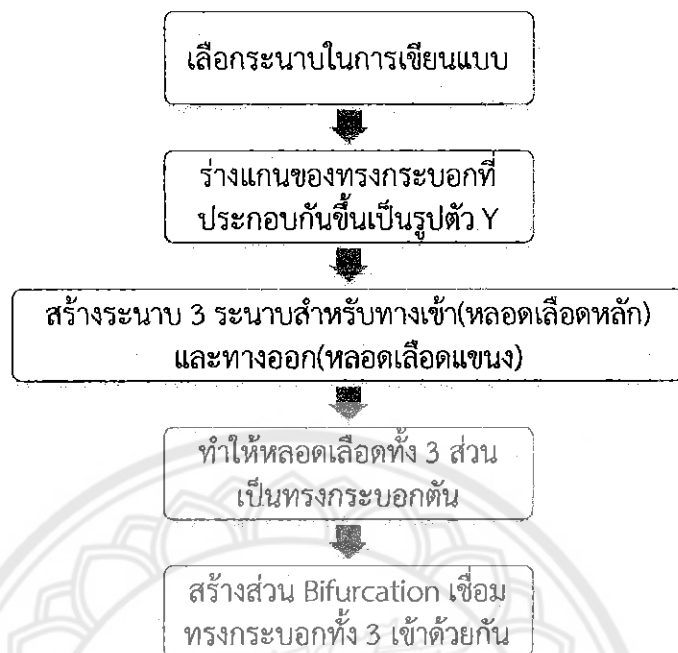 เลือกระนาบในการเขียนแบบ
ร่างแกนของทรงกระบอกที่
ประกอบกันขึ้นเป็นรูปตัว Y
สร้างระนาบ 3 ระนาบสำหรับทางเข้า(หลอดเลือดหลัก)
และทางออก(หลอดเลือดแขนง)
ทำให้หลอดเลือดทั้ง 3 ส่วน
เป็นทรงกระบอกตัน
สร้างส่วน Bifurcation เชื่อม
ทรงกระบอกทั้ง 3 เข้าด้วยกัน